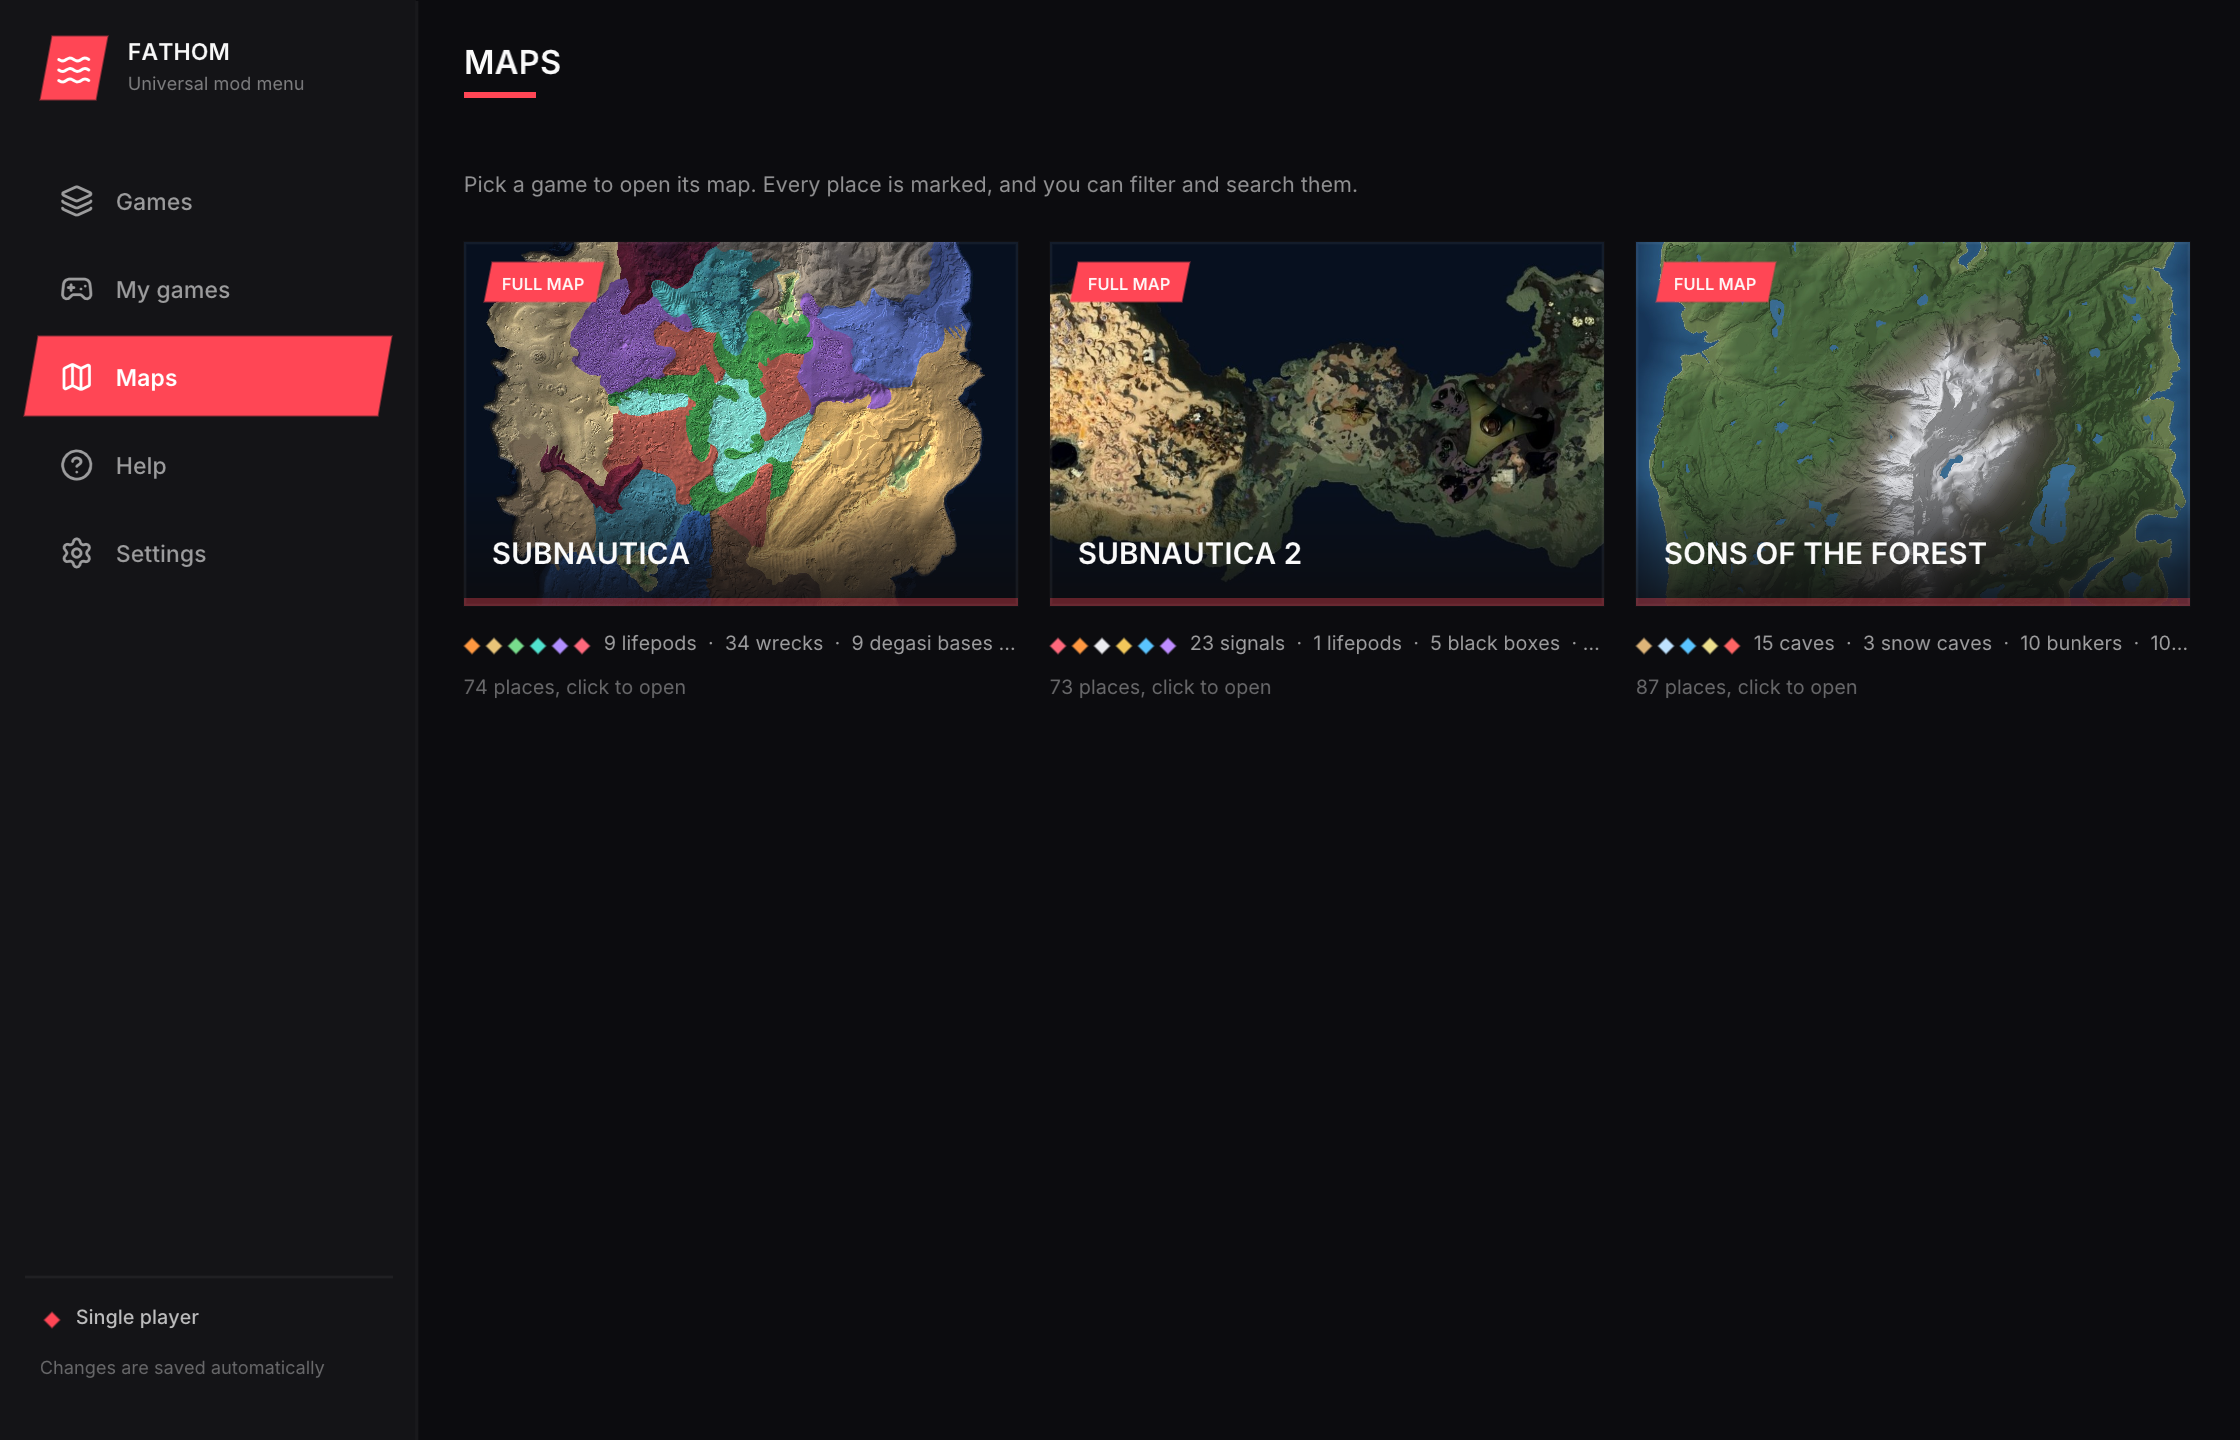 FATHOM
Universal mod menu
Games
My games
Maps
Help
Settings
Single player
Changes are saved automatically
MAPS
Pick a game to open its map. Every place is marked, and you can filter and search them.
FULL MAP
SUBNAUTICA
9 lifepods · 34 wrecks · 9 degasi bases ...
74 places, click to open
FULL MAP
SUBNAUTICA 2
23 signals · 1 lifepods · 5 black boxes · ...
73 places, click to open
FULL MAP
SONS OF THE FOREST
15 caves · 3 snow caves · 10 bunkers · 10...
87 places, click to open